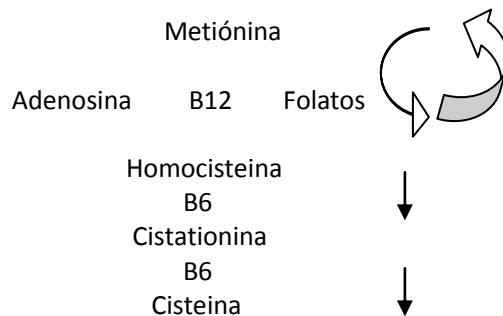 Metiónina
Adenosina B12 Folatos
Homocisteina
B6
Cistationina
B6
Cisteina